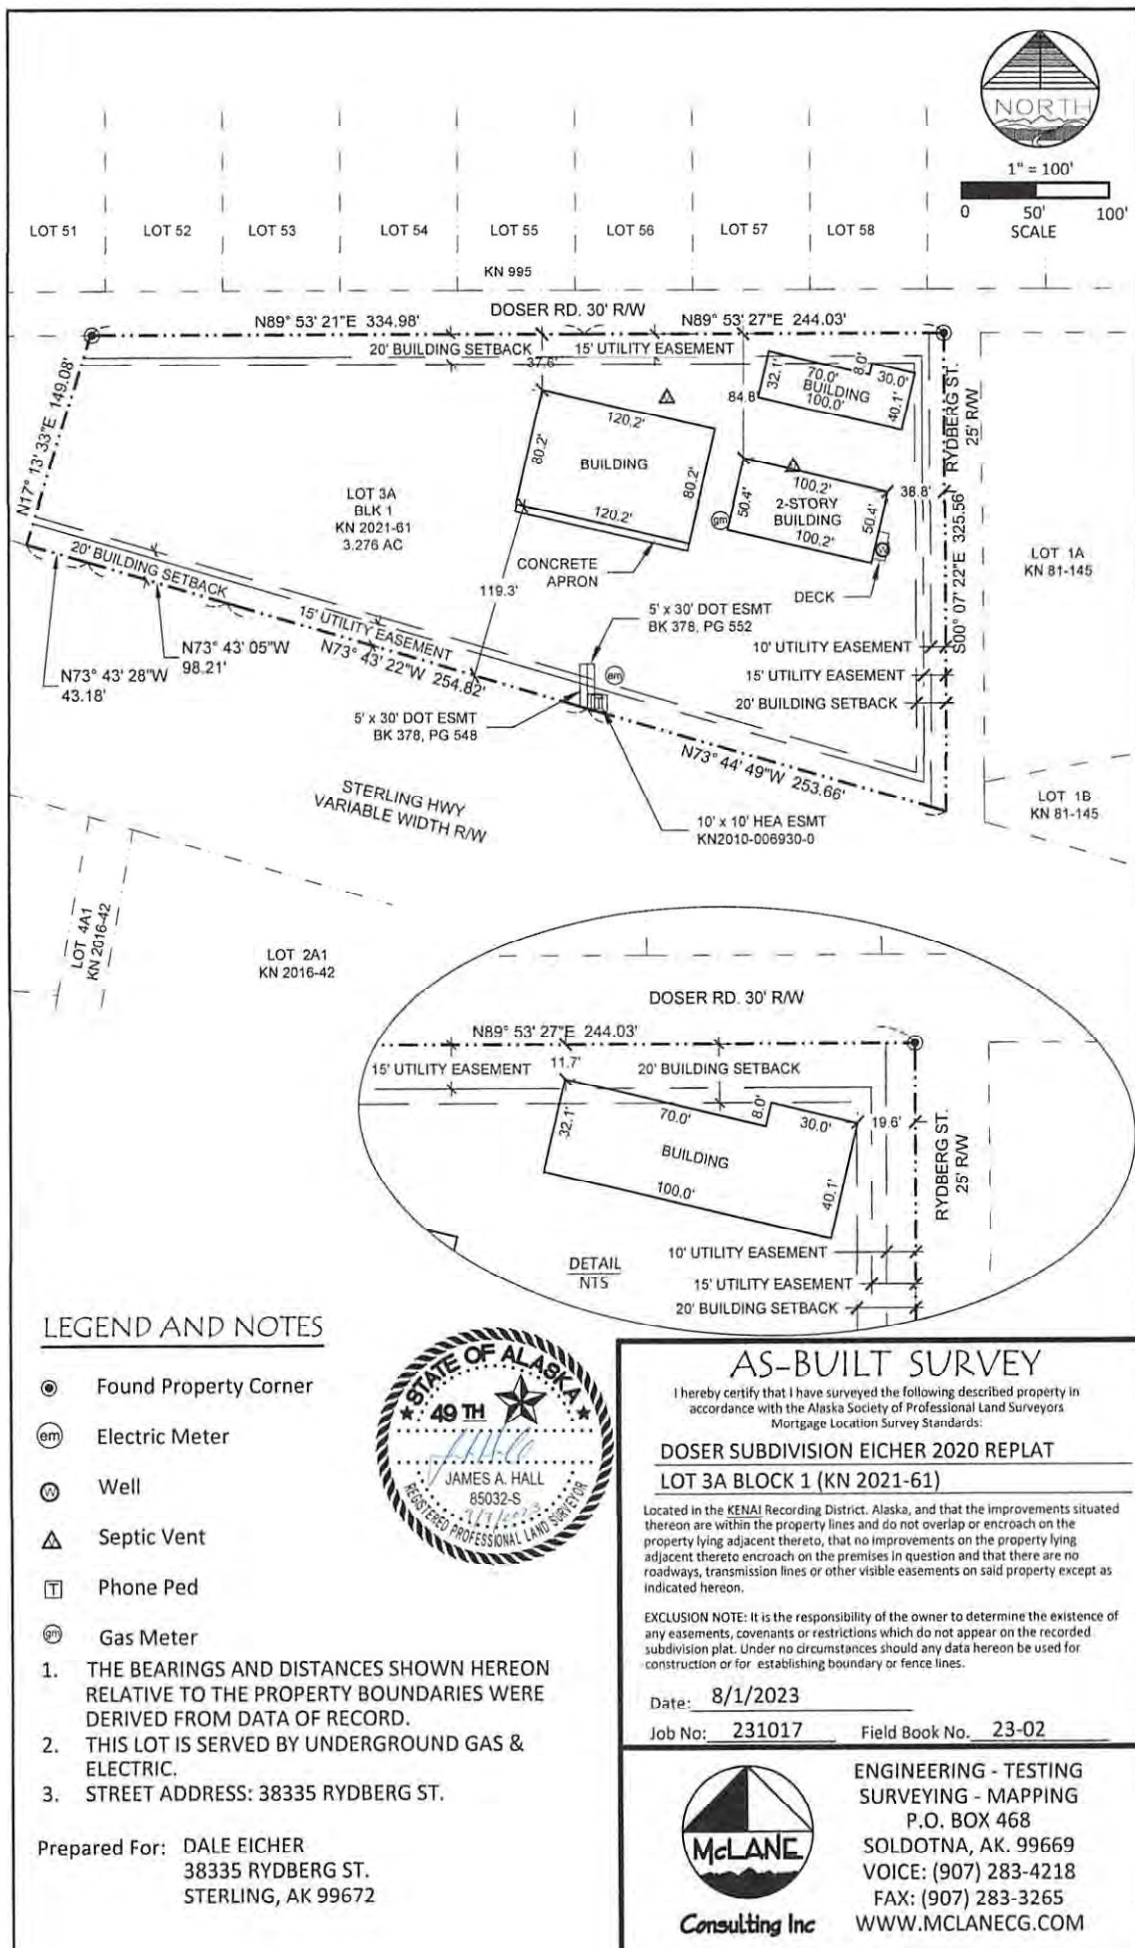 NORTH
1" = 100'
0 50' 100'
SCALE
LOT 51
LOT 52
LOT 53
LOT 54
LOT 55
LOT 56
LOT 57
LOT 58
KN 995
DOSER RD. 30' R/W
N89° 53' 21"E 334.98'
N89° 53' 27"E 244.03'
20' BUILDING SETBACK
15' UTILITY EASEMENT
37.6'
84.8'
32.1'
70.0'
8.0'
30.0'
BUILDING
100.0'
40.1'
RYDBERG ST.
25' R/W
N17° 13' 33"E 149.08'
120.2'
80.2'
BUILDING
80.2'
120.2'
LOT 3A
BLK 1
KN 2021-61
3.276 AC
100.2'
50.4'
2-STORY
BUILDING
50.4'
100.2'
38.8'
gm
W
S00° 07' 22"E 325.56'
LOT 1A
KN 81-145
CONCRETE
APRON
DECK
119.3'
20' BUILDING SETBACK
15' UTILITY EASEMENT
5' x 30' DOT ESMT
BK 378, PG 552
em
10' UTILITY EASEMENT
15' UTILITY EASEMENT
20' BUILDING SETBACK
N73° 43' 28"W
43.18'
N73° 43' 05"W
98.21'
N73° 43' 22"W 254.82'
5' x 30' DOT ESMT
BK 378, PG 548
T
N73° 44' 49"W 253.66'
10' x 10' HEA ESMT
KN2010-006930-0
LOT 1B
KN 81-145
STERLING HWY
VARIABLE WIDTH R/W
LOT 4A1
KN 2016-42
LOT 2A1
KN 2016-42
DOSER RD. 30' R/W
N89° 53' 27"E 244.03'
15' UTILITY EASEMENT
11.7'
20' BUILDING SETBACK
32.1'
70.0'
8.0'
30.0'
19.6'
BUILDING
100.0'
40.1'
RYDBERG ST.
25' R/W
DETAIL
NTS
10' UTILITY EASEMENT
15' UTILITY EASEMENT
20' BUILDING SETBACK
LEGEND AND NOTES
Found Property Corner
em Electric Meter
W Well
V Septic Vent
T Phone Ped
gm Gas Meter
1. THE BEARINGS AND DISTANCES SHOWN HEREON
RELATIVE TO THE PROPERTY BOUNDARIES WERE
DERIVED FROM DATA OF RECORD.
2. THIS LOT IS SERVED BY UNDERGROUND GAS &
ELECTRIC.
3. STREET ADDRESS: 38335 RYDBERG ST.
Prepared For: DALE EICHER
38335 RYDBERG ST.
STERLING, AK 99672
STATE OF ALASKA
49 TH
JAMES A. HALL
85032-S
REGISTERED PROFESSIONAL LAND SURVEYOR
AS-BUILT SURVEY
I hereby certify that I have surveyed the following described property in
accordance with the Alaska Society of Professional Land Surveyors
Mortgage Location Survey Standards:
DOSER SUBDIVISION EICHER 2020 REPLAT
LOT 3A BLOCK 1 (KN 2021-61)
Located in the KENAI Recording District, Alaska, and that the improvements situated
thereon are within the property lines and do not overlap or encroach on the
property lying adjacent thereto, that no improvements on the property lying
adjacent thereto encroach on the premises in question and that there are no
roadways, transmission lines or other visible easements on said property except as
indicated hereon.
EXCLUSION NOTE: It is the responsibility of the owner to determine the existence of
any easements, covenants or restrictions which do not appear on the recorded
subdivision plat. Under no circumstances should any data hereon be used for
construction or for establishing boundary or fence lines.
Date: 8/1/2023
Job No: 231017 Field Book No. 23-02
McLANE
Consulting Inc
ENGINEERING - TESTING
SURVEYING - MAPPING
P.O. BOX 468
SOLDOTNA, AK. 99669
VOICE: (907) 283-4218
FAX: (907) 283-3265
WWW.MCLANECG.COM